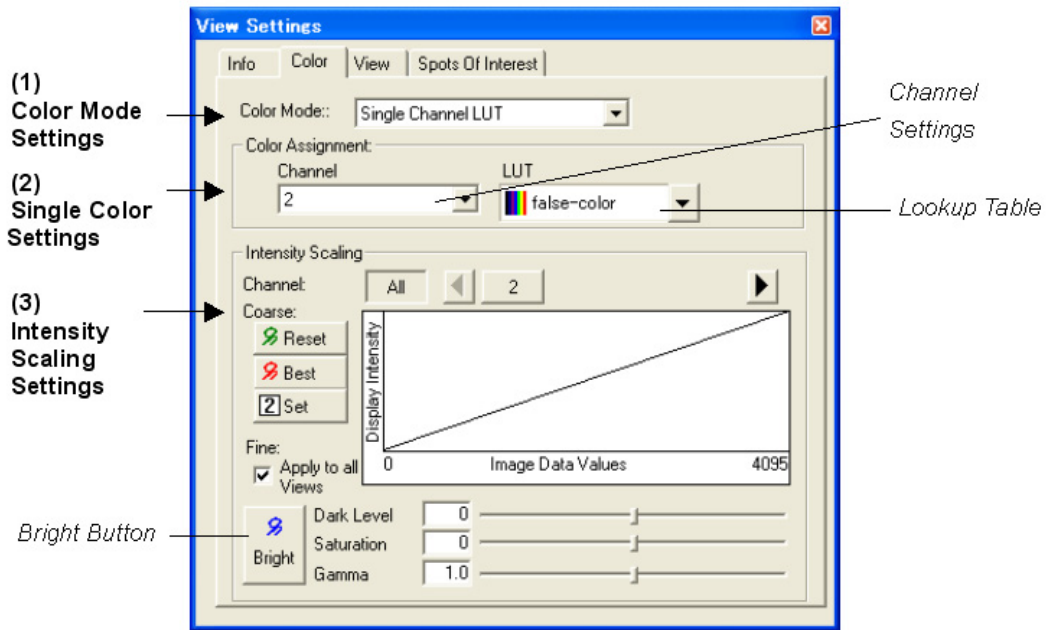 View Settings
Info
Color
View
Spots Of Interest
(1)
Color Mode
Settings
Color Mode::
Single Channel LUT
Channel
Settings
(2)
Single Color
Settings
Color Assignment:
Channel
2
LUT
false-color
Lookup Table
(3)
Intensity
Scaling
Settings
Intensity Scaling
Channel:
All
2
Coarse:
Reset
Best
2 Set
Display Intensity
0
Image Data Values
4095
Fine:
Apply to all
Views
Bright Button
Bright
Dark Level
0
Saturation
0
Gamma
1.0